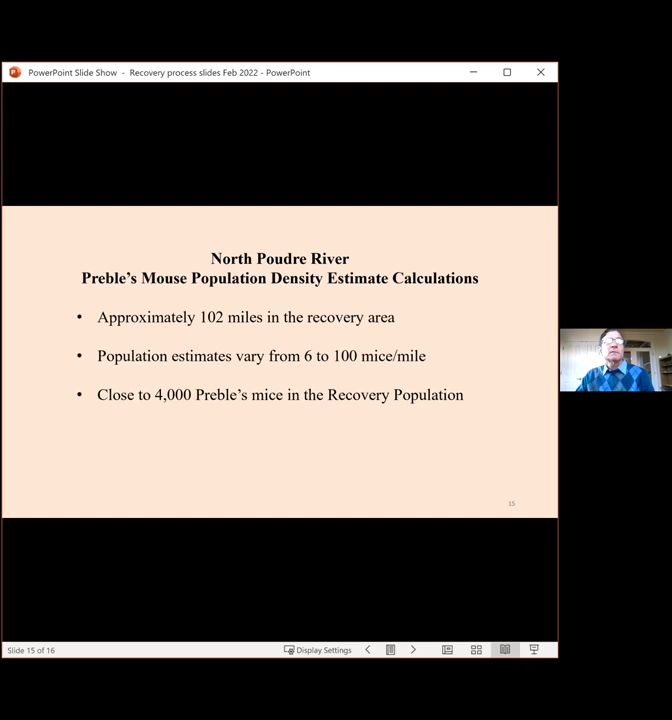 PowerPoint Slide Show - Recovery process slides Feb 2022 - PowerPoint
North Poudre River
Preble’s Mouse Population Density Estimate Calculations
• Approximately 102 miles in the recovery area
• Population estimates vary from 6 to 100 mice/mile
• Close to 4,000 Preble’s mice in the Recovery Population
15
Slide 15 of 16
Display Settings